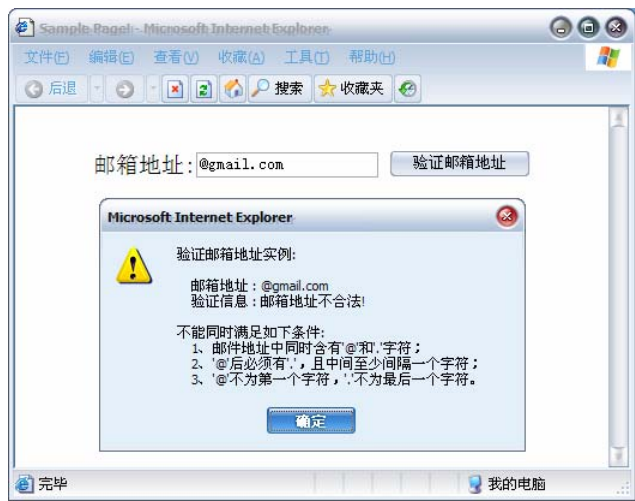 Sample Page! - Microsoft Internet Explorer
文件(F) 编辑(E) 查看(V) 收藏(A) 工具(T) 帮助(H)
后退 搜索 收藏夹
邮箱地址: @gmail.com 验证邮箱地址
Microsoft Internet Explorer
验证邮箱地址实例:
邮箱地址 : @gmail.com
验证信息 : 邮箱地址不合法!
不能同时满足如下条件:
1、邮件地址中同时含有'@'和'.'字符;
2、'@'后必须有'.',且中间至少间隔一个字符;
3、'@'不为第一个字符,'.'不为最后一个字符。
确定
完毕 我的电脑